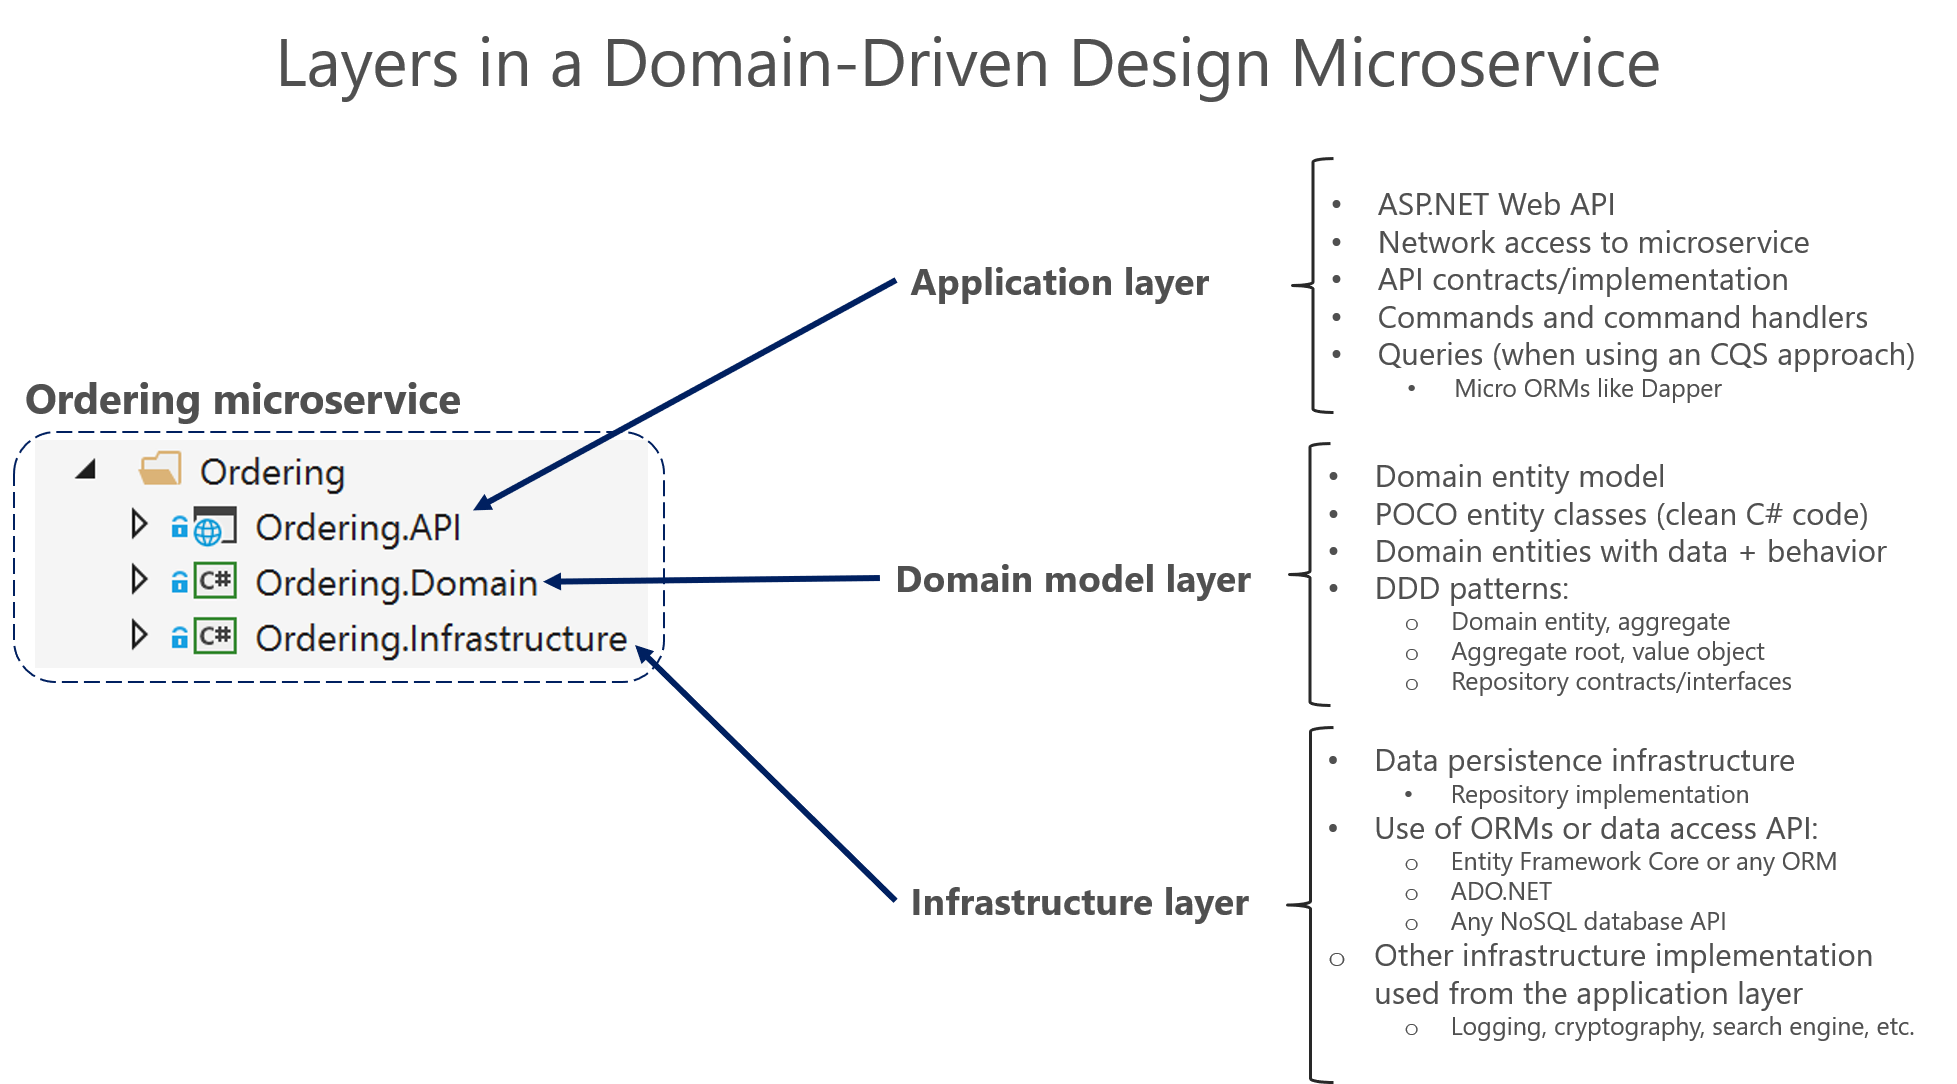 Layers in a Domain-Driven Design Microservice
Ordering microservice
Ordering
Ordering.API
C# Ordering.Domain
C# Ordering.Infrastructure
Application layer
• ASP.NET Web API
• Network access to microservice
• API contracts/implementation
• Commands and command handlers
• Queries (when using an CQS approach)
• Micro ORMs like Dapper
Domain model layer
• Domain entity model
• POCO entity classes (clean C# code)
• Domain entities with data + behavior
• DDD patterns:
o Domain entity, aggregate
o Aggregate root, value object
o Repository contracts/interfaces
Infrastructure layer
• Data persistence infrastructure
• Repository implementation
• Use of ORMs or data access API:
o Entity Framework Core or any ORM
o ADO.NET
o Any NoSQL database API
o Other infrastructure implementation
used from the application layer
o Logging, cryptography, search engine, etc.